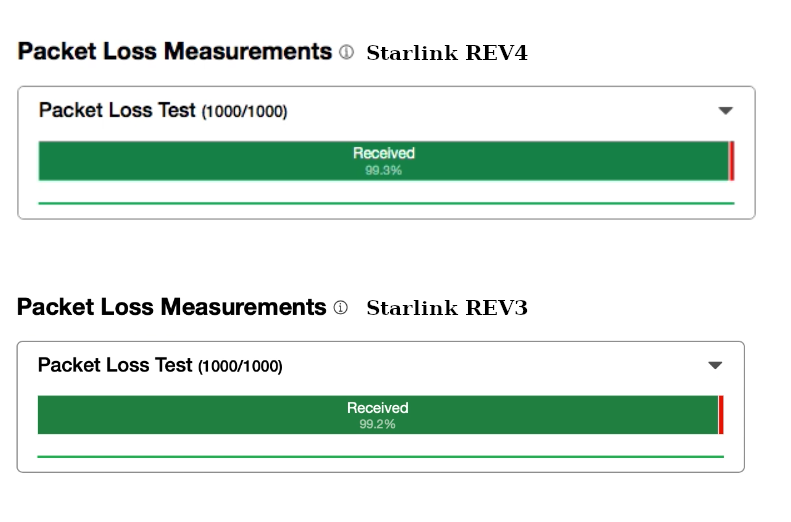 Packet Loss Measurements ⓘ Starlink REV4
Packet Loss Test (1000/1000)
Received
99.3%
Packet Loss Measurements ⓘ Starlink REV3
Packet Loss Test (1000/1000)
Received
99.2%